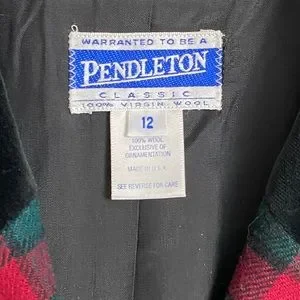 WARRANTED TO BE A
PENDLETON
CLASSIC
100% VIRGIN WOOL
12
100% WOOL
EXCLUSIVE OF
ORNAMENTATION
MADE IN U.S.A.
SEE REVERSE FOR CARE